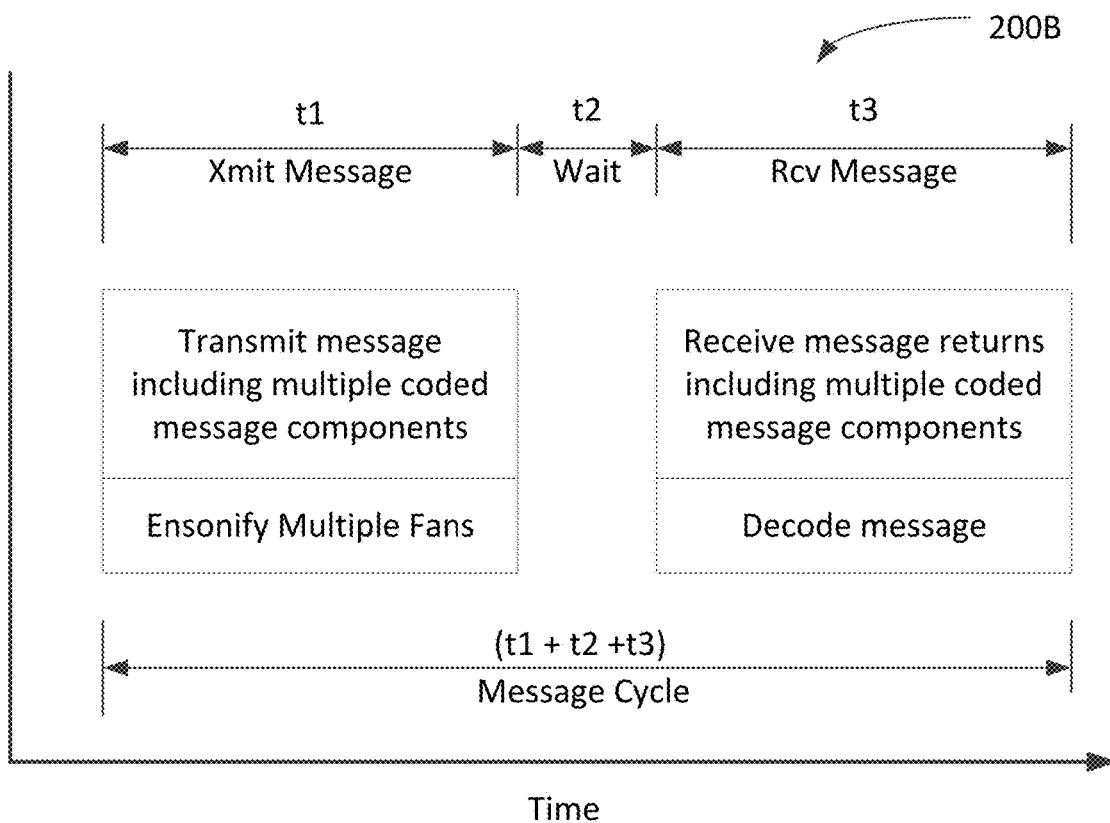 200B
t1
t2
t3
Xmit Message
Wait
Rcv Message
Transmit message
including multiple coded
message components
Receive message returns
including multiple coded
message components
Ensonify Multiple Fans
Decode message
(t1 + t2 +t3)
Message Cycle
Time